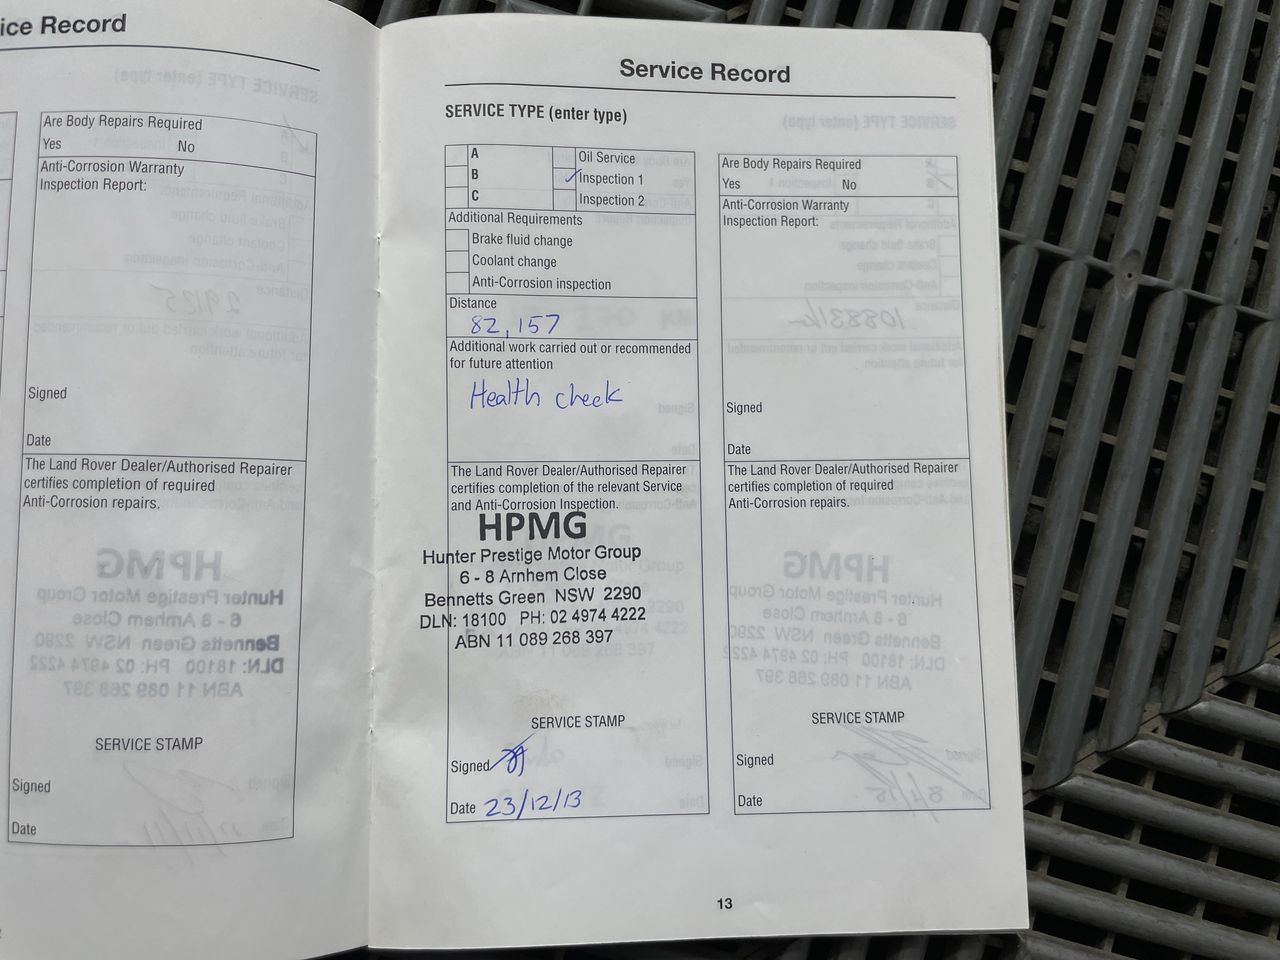 ice Record
Are Body Repairs Required
Yes No
Anti-Corrosion Warranty
Inspection Report:
Signed
Date
The Land Rover Dealer/Authorised Repairer
certifies completion of required
Anti-Corrosion repairs.
SERVICE STAMP
Signed
Date
Service Record
SERVICE TYPE (enter type)
A Oil Service
B Inspection 1
C Inspection 2
Additional Requirements
Brake fluid change
Coolant change
Anti-Corrosion inspection
Distance
82,157
Additional work carried out or recommended
for future attention
Health check
The Land Rover Dealer/Authorised Repairer
certifies completion of the relevant Service
and Anti-Corrosion Inspection.
HPMG
Hunter Prestige Motor Group
6 - 8 Arnhem Close
Bennetts Green NSW 2290
DLN: 18100 PH: 02 4974 4222
ABN 11 089 268 397
SERVICE STAMP
Signed
Date 23/12/13
Are Body Repairs Required
Yes No
Anti-Corrosion Warranty
Inspection Report:
Signed
Date
The Land Rover Dealer/Authorised Repairer
certifies completion of required
Anti-Corrosion repairs.
SERVICE STAMP
Signed
Date
13